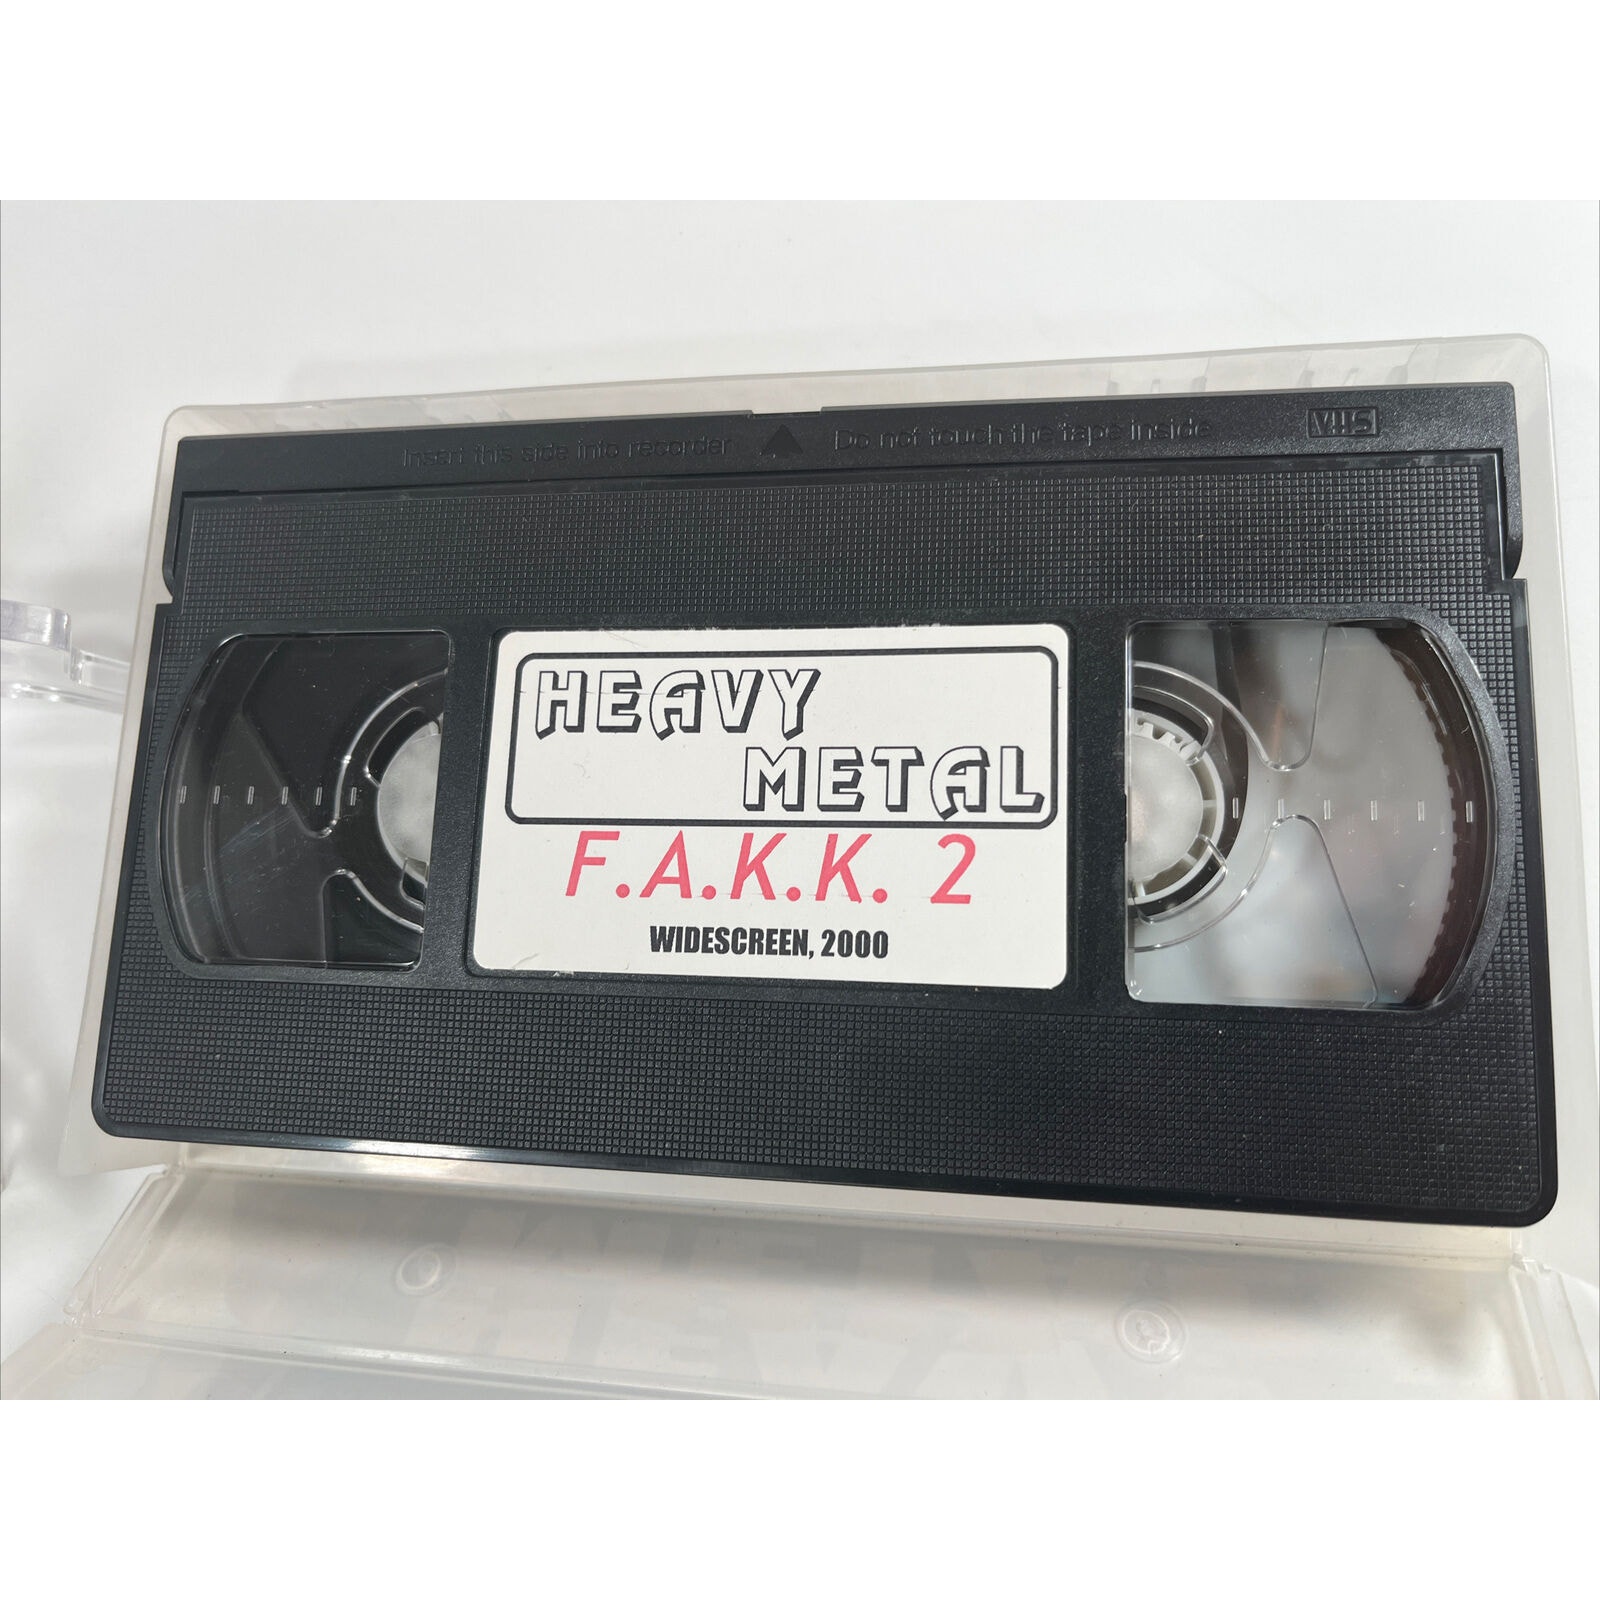 Insert this side into recorder ▲ Do not touch the tape inside VHS
HEAVY
METAL
F.A.K.K. 2
WIDESCREEN, 2000